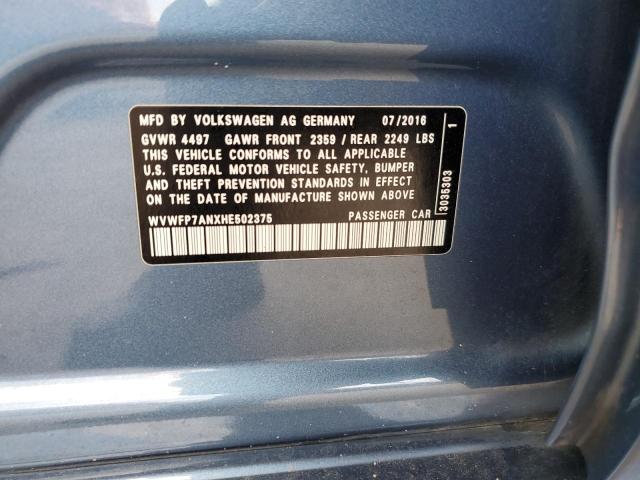 MFD BY VOLKSWAGEN AG GERMANY 07/2016
GVWR 4497 GAWR FRONT 2359 / REAR 2249 LBS
THIS VEHICLE CONFORMS TO ALL APPLICABLE
U.S. FEDERAL MOTOR VEHICLE SAFETY, BUMPER
AND THEFT PREVENTION STANDARDS IN EFFECT
ON THE DATE OF MANUFACTURE SHOWN ABOVE
WVWFP7ANXHE502375 PASSENGER CAR
3035303 1